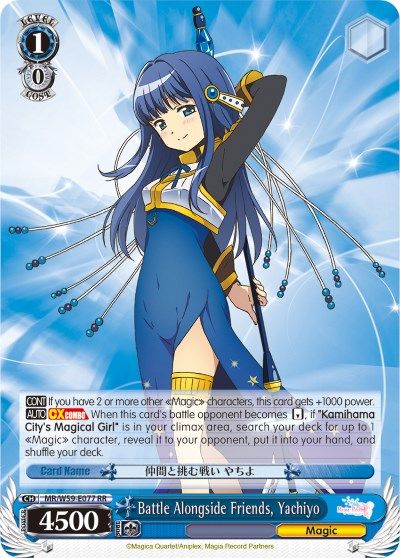 LEVEL
1
0
COST
CONT If you have 2 or more other «Magic» characters, this card gets +1000 power.
AUTO CXCOMBO When this card's battle opponent becomes [ ], if "Kamihama
City's Magical Girl" is in your climax area, search your deck for up to 1
«Magic» character, reveal it to your opponent, put it into your hand, and
shuffle your deck.
Card Name 仲間と挑む戦い やちよ
CH MR/W59-E077 RR
Battle Alongside Friends, Yachiyo
POWER 4500 SOUL
Magic
©Magica Quartet/Aniplex, Magia Record Partners